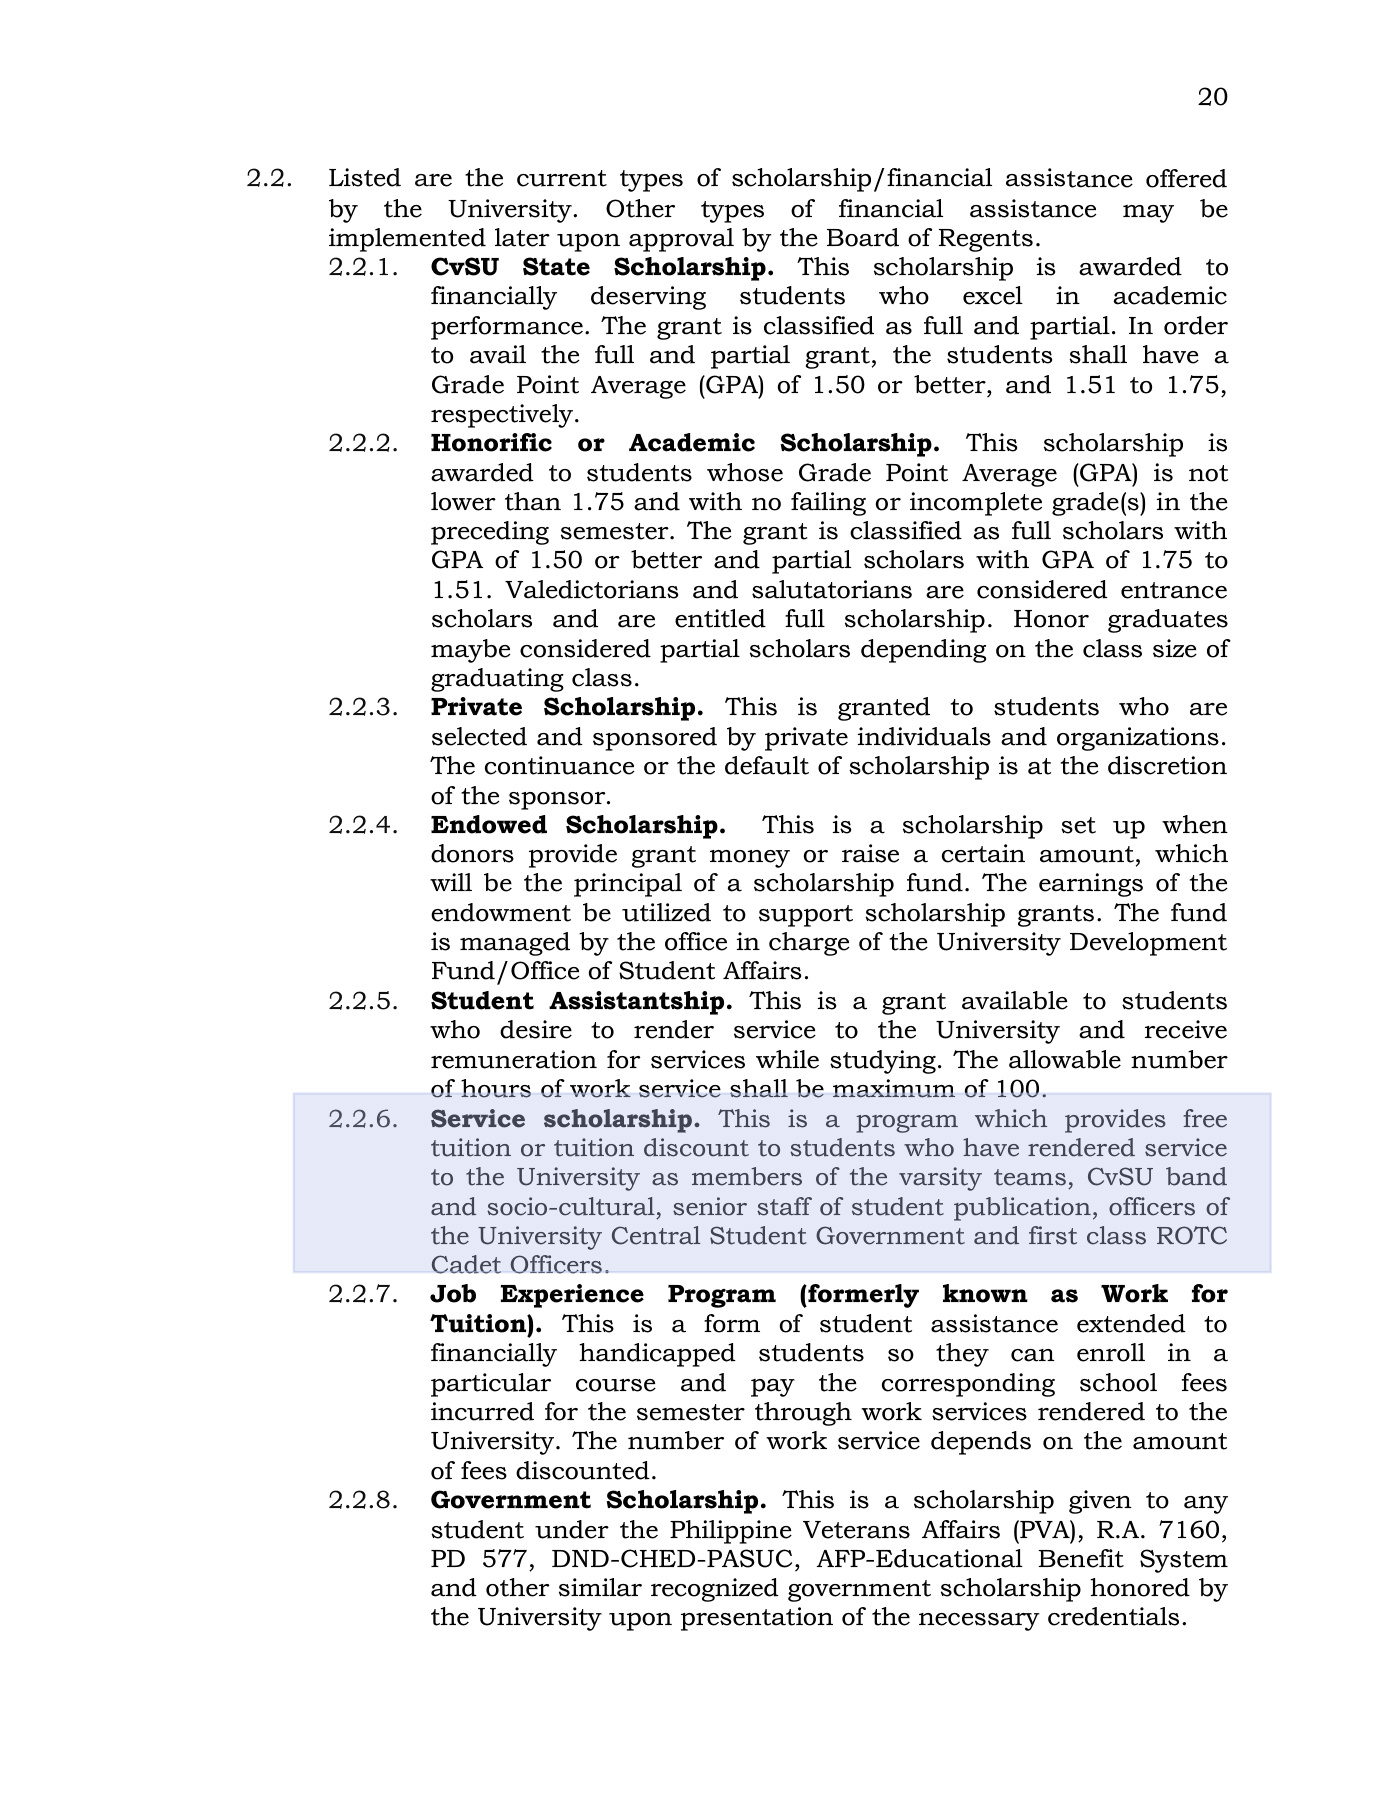 20
2.2. Listed are the current types of scholarship/financial assistance offered
by the University. Other types of financial assistance may be
implemented later upon approval by the Board of Regents.
2.2.1. CvSU State Scholarship. This scholarship is awarded to
financially deserving students who excel in academic
performance. The grant is classified as full and partial. In order
to avail the full and partial grant, the students shall have a
Grade Point Average (GPA) of 1.50 or better, and 1.51 to 1.75,
respectively.
2.2.2. Honorific or Academic Scholarship. This scholarship is
awarded to students whose Grade Point Average (GPA) is not
lower than 1.75 and with no failing or incomplete grade(s) in the
preceding semester. The grant is classified as full scholars with
GPA of 1.50 or better and partial scholars with GPA of 1.75 to
1.51. Valedictorians and salutatorians are considered entrance
scholars and are entitled full scholarship. Honor graduates
maybe considered partial scholars depending on the class size of
graduating class.
2.2.3. Private Scholarship. This is granted to students who are
selected and sponsored by private individuals and organizations.
The continuance or the default of scholarship is at the discretion
of the sponsor.
2.2.4. Endowed Scholarship. This is a scholarship set up when
donors provide grant money or raise a certain amount, which
will be the principal of a scholarship fund. The earnings of the
endowment be utilized to support scholarship grants. The fund
is managed by the office in charge of the University Development
Fund/Office of Student Affairs.
2.2.5. Student Assistantship. This is a grant available to students
who desire to render service to the University and receive
remuneration for services while studying. The allowable number
of hours of work service shall be maximum of 100.
2.2.6. Service scholarship. This is a program which provides free
tuition or tuition discount to students who have rendered service
to the University as members of the varsity teams, CvSU band
and socio-cultural, senior staff of student publication, officers of
the University Central Student Government and first class ROTC
Cadet Officers.
2.2.7. Job Experience Program (formerly known as Work for
Tuition). This is a form of student assistance extended to
financially handicapped students so they can enroll in a
particular course and pay the corresponding school fees
incurred for the semester through work services rendered to the
University. The number of work service depends on the amount
of fees discounted.
2.2.8. Government Scholarship. This is a scholarship given to any
student under the Philippine Veterans Affairs (PVA), R.A. 7160,
PD 577, DND-CHED-PASUC, AFP-Educational Benefit System
and other similar recognized government scholarship honored by
the University upon presentation of the necessary credentials.